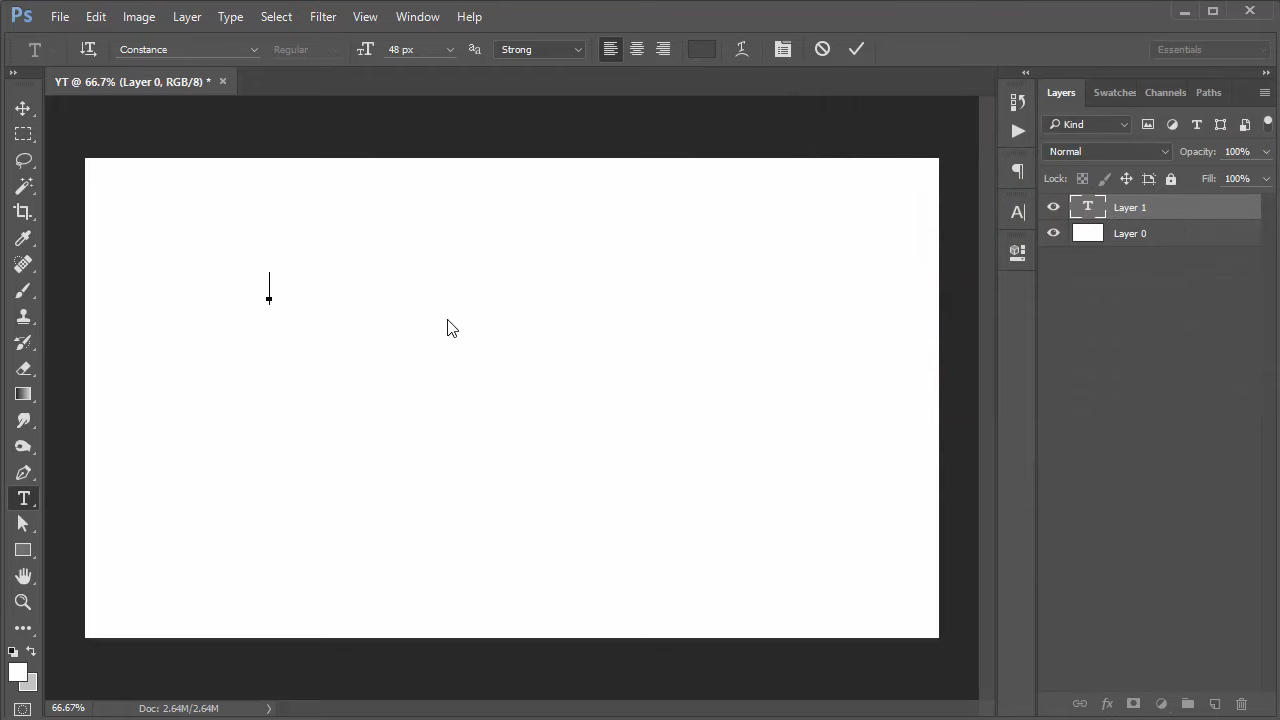 Ps File Edit Image Layer Type Select Filter View Window Help
T Constance Regular 48 px Strong Essentials
YT @ 66.7% (Layer 0, RGB/8) * ×
Layers Swatches Channels Paths
Kind
Normal Opacity: 100%
Lock: Fill: 100%
T Layer 1
Layer 0
66.67% Doc: 2.64M/2.64M